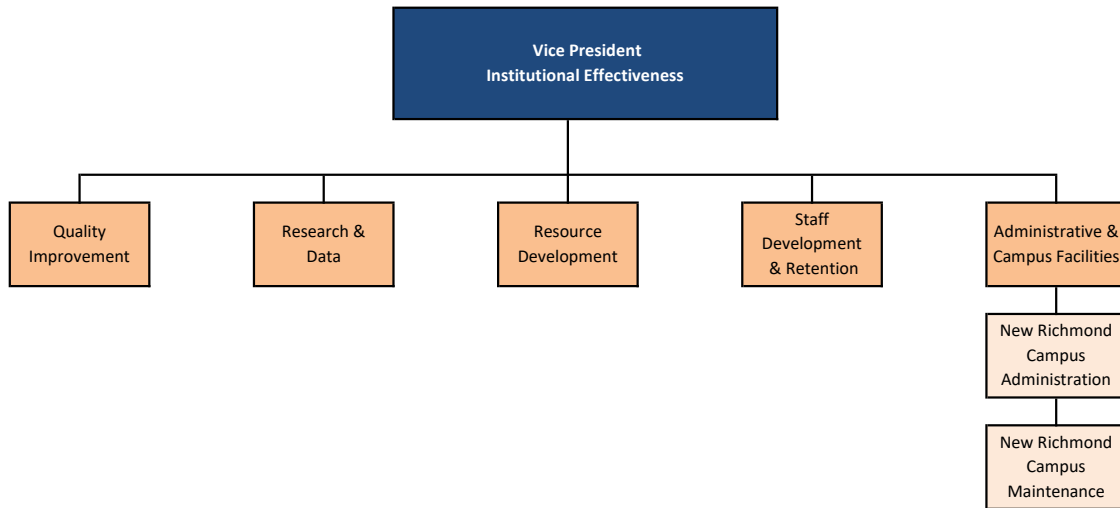 Vice President
Institutional Effectiveness
Quality
Improvement
Research &
Data
Resource
Development
Staff
Development
& Retention
Administrative &
Campus Facilities
New Richmond
Campus
Administration
New Richmond
Campus
Maintenance